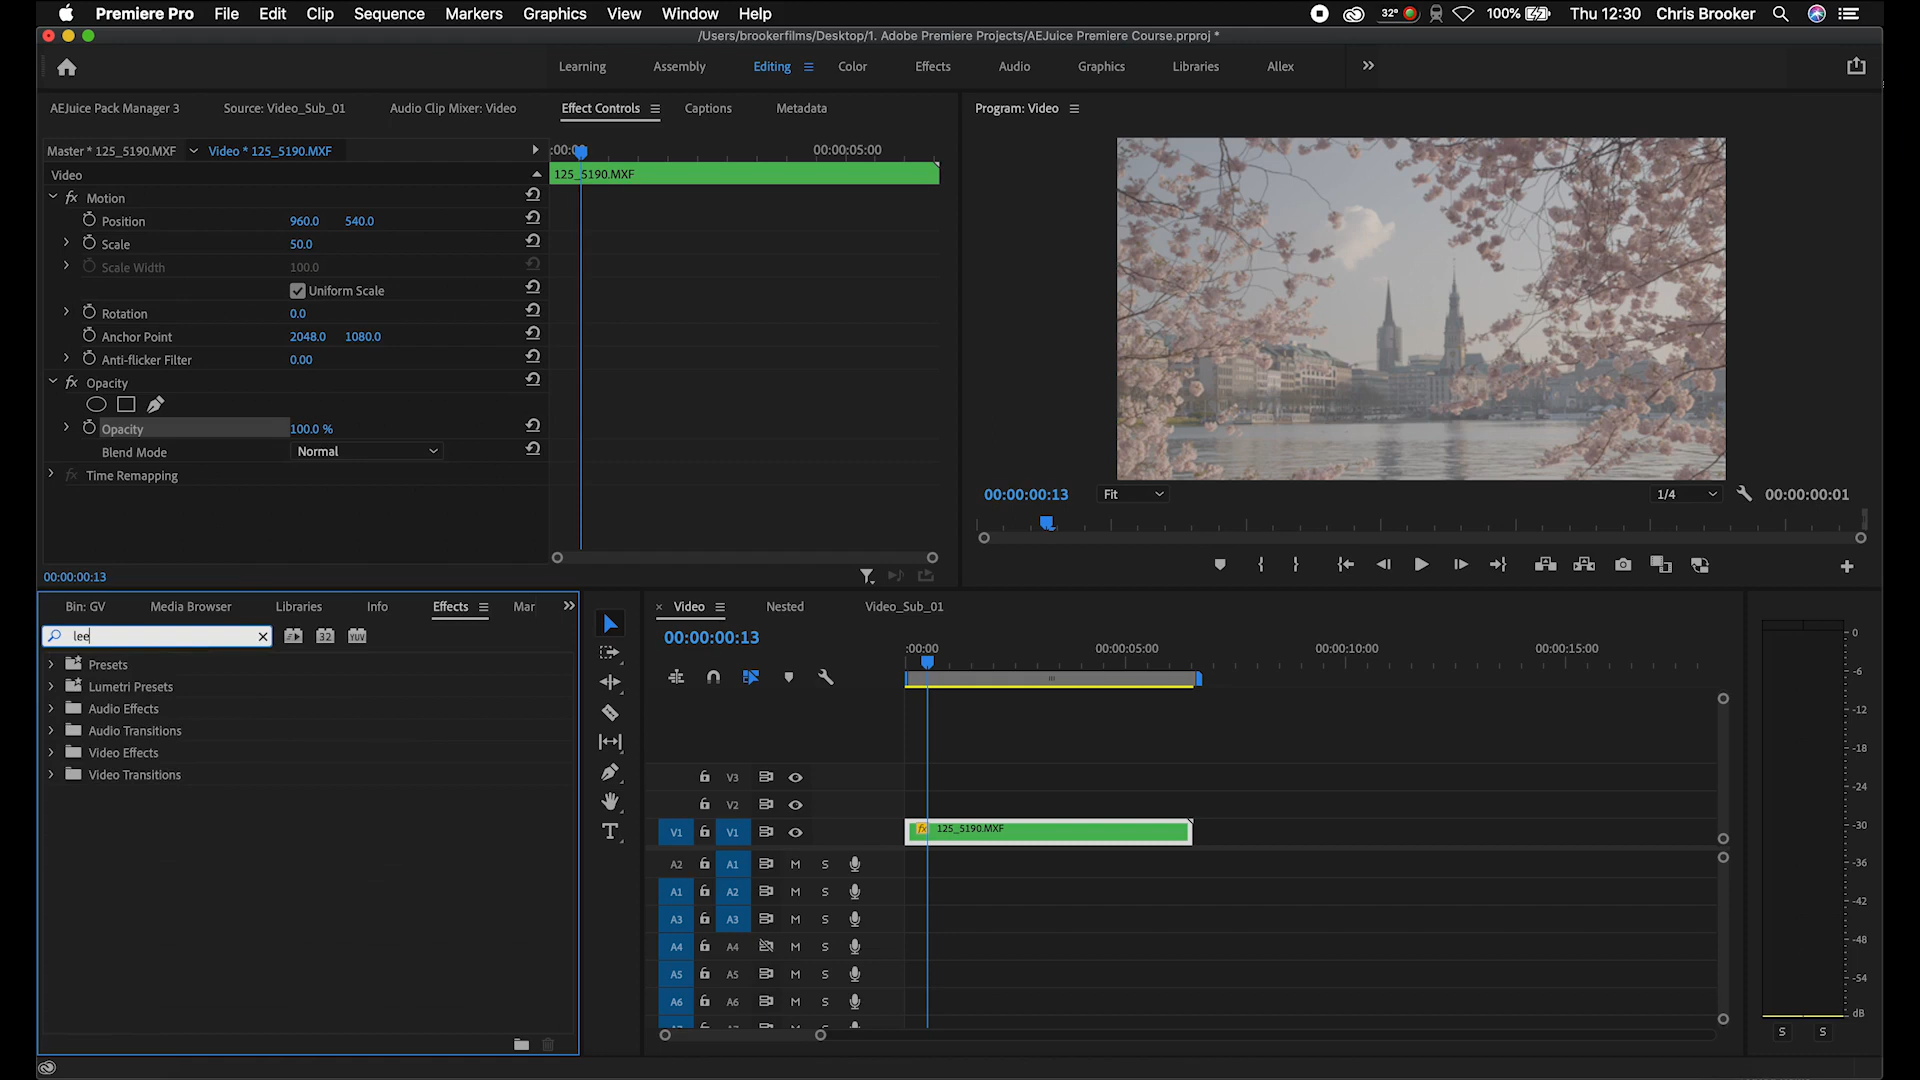 Premiere Pro File Edit Clip Sequence Markers Graphics View Window Help 32° 100% Thu 12:30 Chris Brooker
/Users/brookerfilms/Desktop/1. Adobe Premiere Projects/AEJuice Premiere Course.prproj *
Learning Assembly Editing Color Effects Audio Graphics Libraries Allex
AEJuice Pack Manager 3 Source: Video_Sub_01 Audio Clip Mixer: Video Effect Controls Captions Metadata
Program: Video
Master * 125_5190.MXF Video * 125_5190.MXF
:00:00 00:00:05:00
Video
125_5190.MXF
fx Motion
Position 960.0 540.0
Scale 50.0
Scale Width 100.0
Uniform Scale
Rotation 0.0
Anchor Point 2048.0 1080.0
Anti-flicker Filter 0.00
fx Opacity
Opacity 100.0 %
Blend Mode Normal
fx Time Remapping
00:00:00:13 Fit 1/4 00:00:00:01
00:00:00:13
Bin: GV Media Browser Libraries Info Effects Mar
lee 32 YUV
Presets
Lumetri Presets
Audio Effects
Audio Transitions
Video Effects
Video Transitions
× Video Nested Video_Sub_01
00:00:00:13
:00:00 00:00:05:00 00:00:10:00 00:00:15:00
T
V3
V2
V1 V1 fx 125_5190.MXF
A2 A1 M S
A1 A2 M S
A3 A3 M S
A4 A4 M S
A5 A5 M S
A6 A6 M S
0
-6
-12
-18
-24
-30
-36
-42
-48
-54
dB
S S